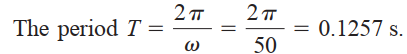 The period T = 2π/ω = 2π/50 = 0.1257 s.